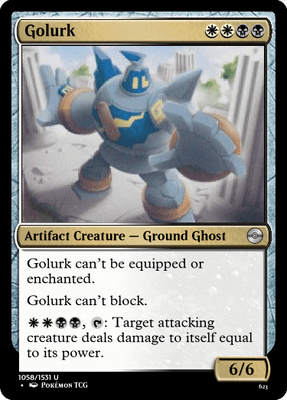 Golurk
Artifact Creature — Ground Ghost
Golurk can't be equipped or
enchanted.
Golurk can't block.
: Target attacking
creature deals damage to itself equal
to its power.
6/6
1058/1531 U
• Pokémon TCG
623